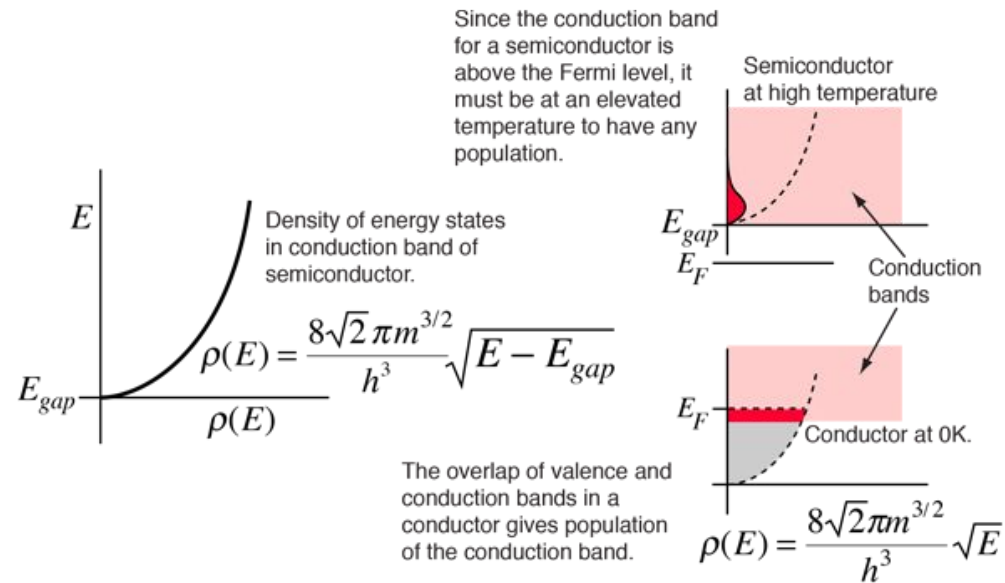 Since the conduction band
for a semiconductor is
above the Fermi level, it
must be at an elevated
temperature to have any
population.
Semiconductor
at high temperature
E_gap
E_F
Conduction
bands
E
Density of energy states
in conduction band of
semiconductor.
ρ(E) = 8√2 πm^3/2 / h^3 √E − E_gap
E_gap
ρ(E)
E_F
Conductor at 0K.
The overlap of valence and
conduction bands in a
conductor gives population
of the conduction band.
ρ(E) = 8√2πm^3/2 / h^3 √E